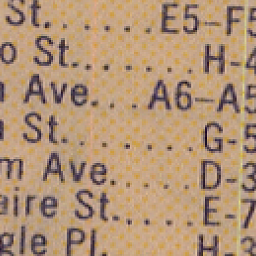 St......E5-F5
o St.......H-4
n Ave...A6-A5
n St.......G-5
m Ave......D-3
aire St.....E-7
gle Pl.......H-3